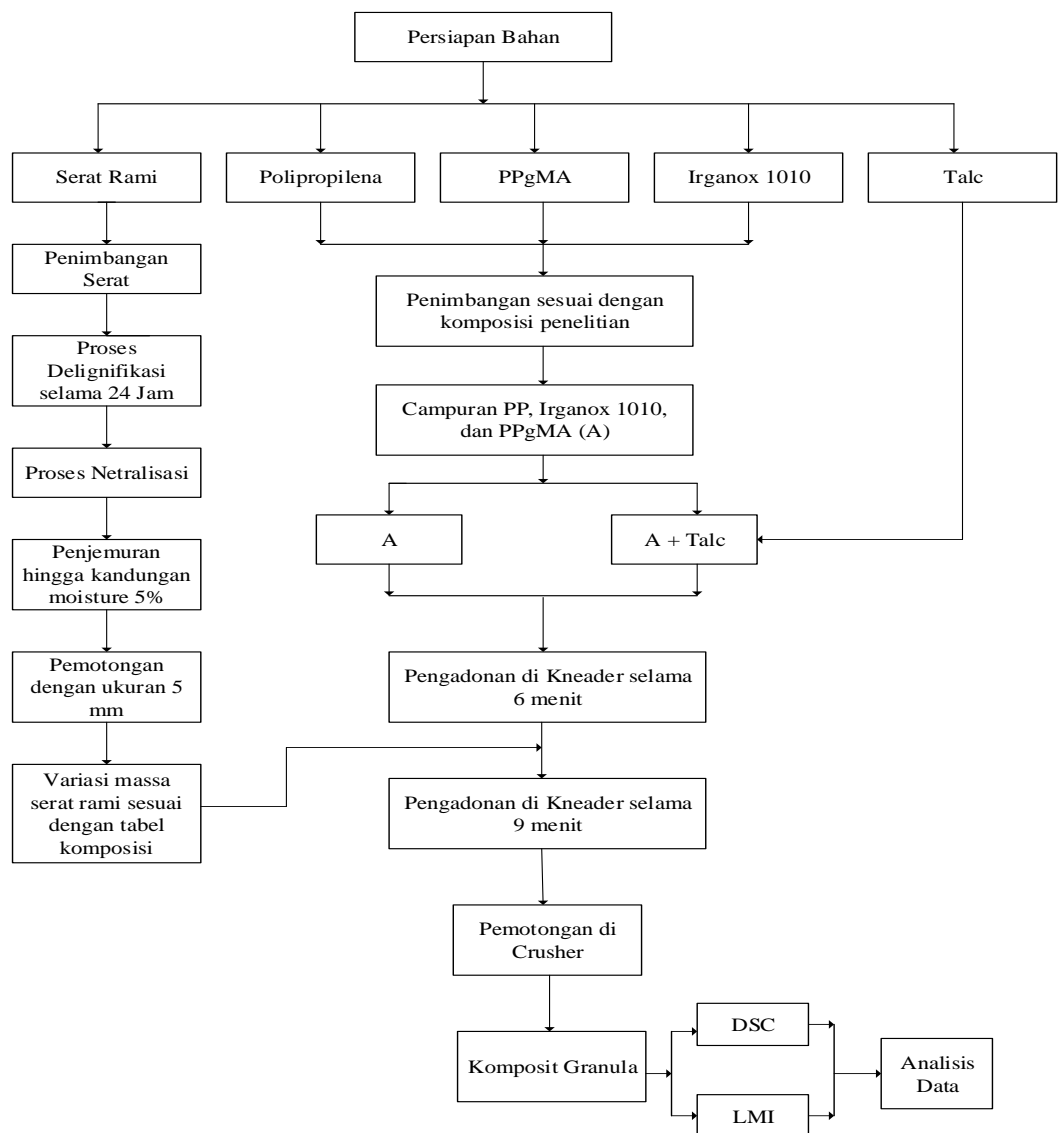 Persiapan Bahan
Serat Rami
Polipropilena
PPgMA
Irganox 1010
Talc
Penimbangan
Serat
Penimbangan sesuai dengan
komposisi penelitian
Proses
Delignifikasi
selama 24 Jam
Campuran PP, Irganox 1010,
dan PPgMA (A)
Proses Netralisasi
A
A + Talc
Penjemuran
hingga kandungan
moisture 5%
Pemotongan
dengan ukuran 5
mm
Pengadonan di Kneader selama
6 menit
Variasi massa
serat rami sesuai
dengan tabel
komposisi
Pengadonan di Kneader selama
9 menit
Pemotongan di
Crusher
Komposit Granula
DSC
LMI
Analisis
Data